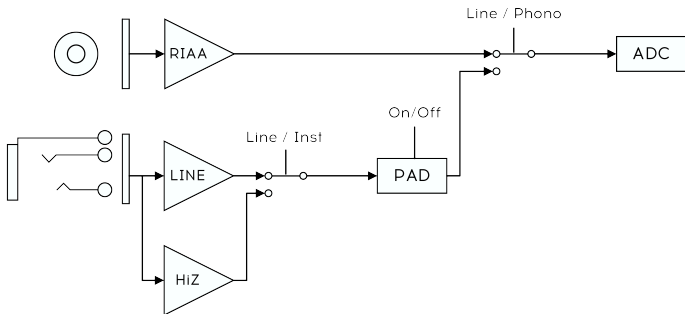 Line / Phono
RIAA
ADC
On/Off
Line / Inst
LINE
PAD
HiZ